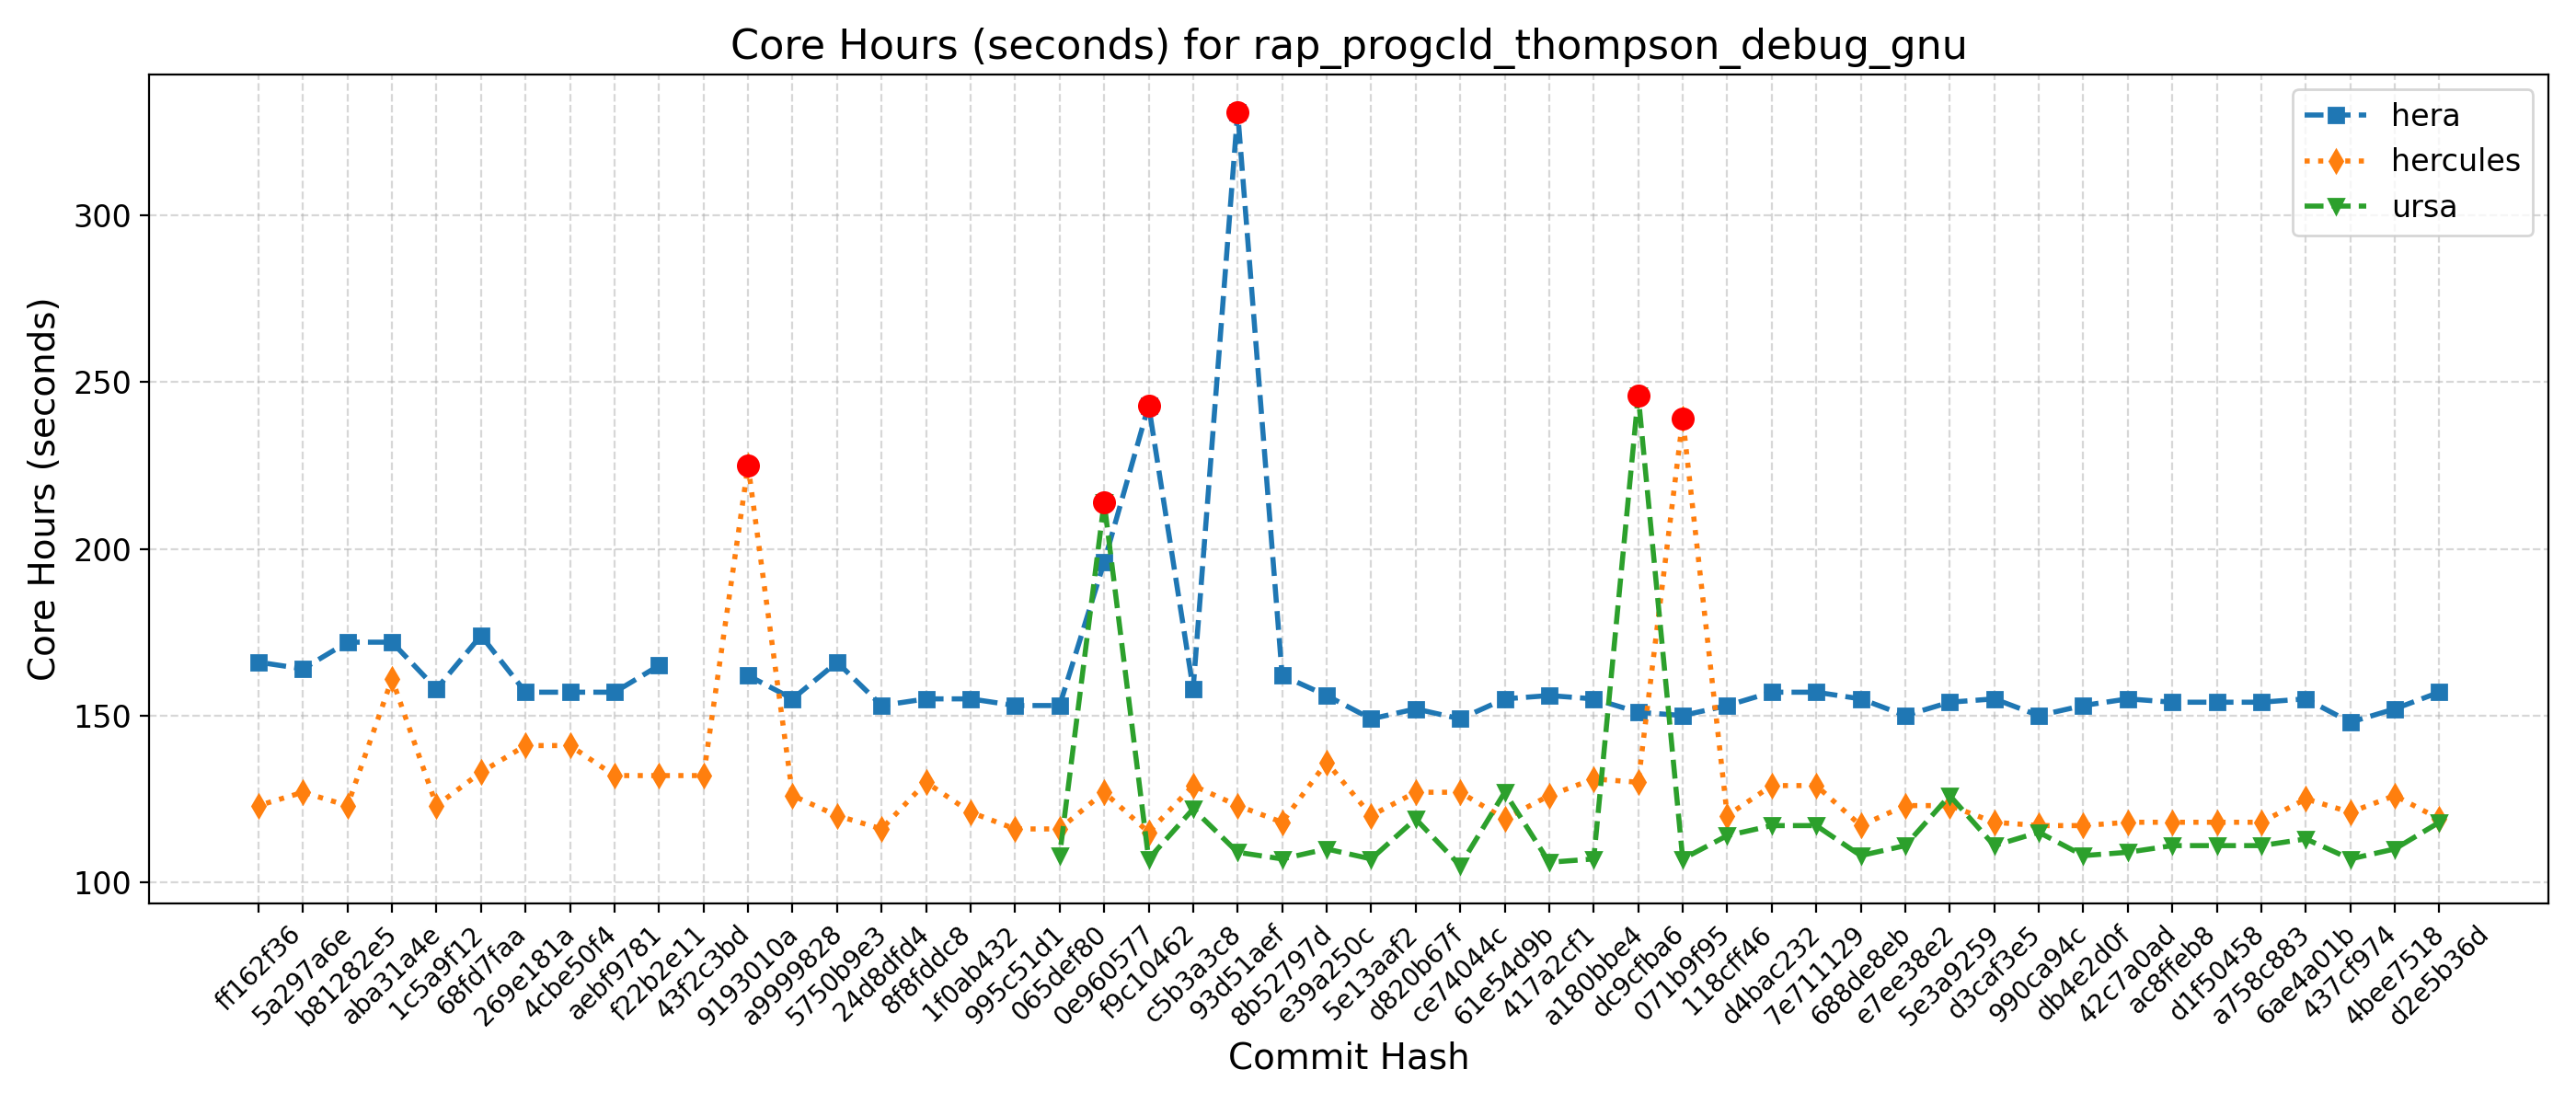 Core Hours (seconds) for rap_progcld_thompson_debug_gnu
Core Hours (seconds)
300
250
200
150
100
hera
hercules
ursa
ff162f36
5a297a6e
b81282e5
aba31a4e
1c5a9f12
68fd7faa
269e181a
4cbe50f4
aebf9781
f22b2e11
43f2c3bd
9193010a
a9999828
5750b9e3
24d8dfd4
8f8fddc8
1f0ab432
995c51d1
065def80
0e960577
f9c10462
c5b3a3c8
93d51aef
8b52797d
e39a250c
5e13aaf2
d820b67f
ce74044c
61e54d9b
417a2cf1
a180bbe4
dc9cfba6
071b9f95
118cff46
d4bac232
7e711129
688de8eb
e7ee38e2
5e3a9259
d3caf3e5
990ca94c
db4e2d0f
42c7a0ad
ac8ffeb8
d1f50458
a758c883
6ae4a01b
437cf974
4bee7518
d2e5b36d
Commit Hash